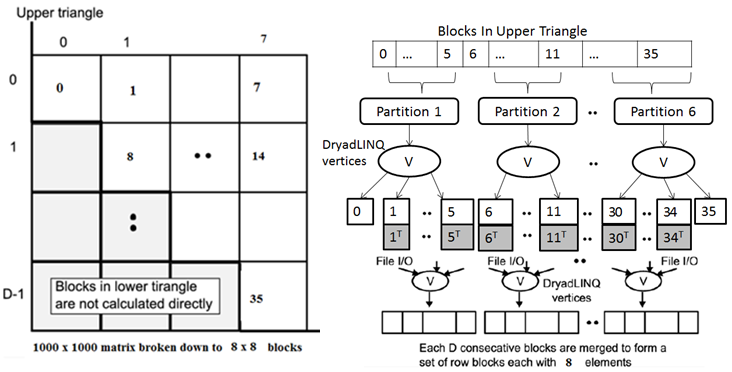 Upper triangle
0 1 7
0 0 1 7
1 8 •• 14
:
D-1 35
Blocks in lower tirangle
are not calculated directly
1000 x 1000 matrix broken down to 8 x 8 blocks
Blocks In Upper Triangle
0 ... 5 6 ... 11 ... 35
Partition 1 Partition 2 .. Partition 6
DryadLINQ
vertices
V V .. V
0 1 .. 5 6 .. 11 30 .. 34 35
1T .. 5T 6T .. 11T 30T .. 34T
File I/O File I/O .. File I/O
V V DryadLINQ V
vertices
..
Each D consecutive blocks are merged to form a
set of row blocks each with 8 elements